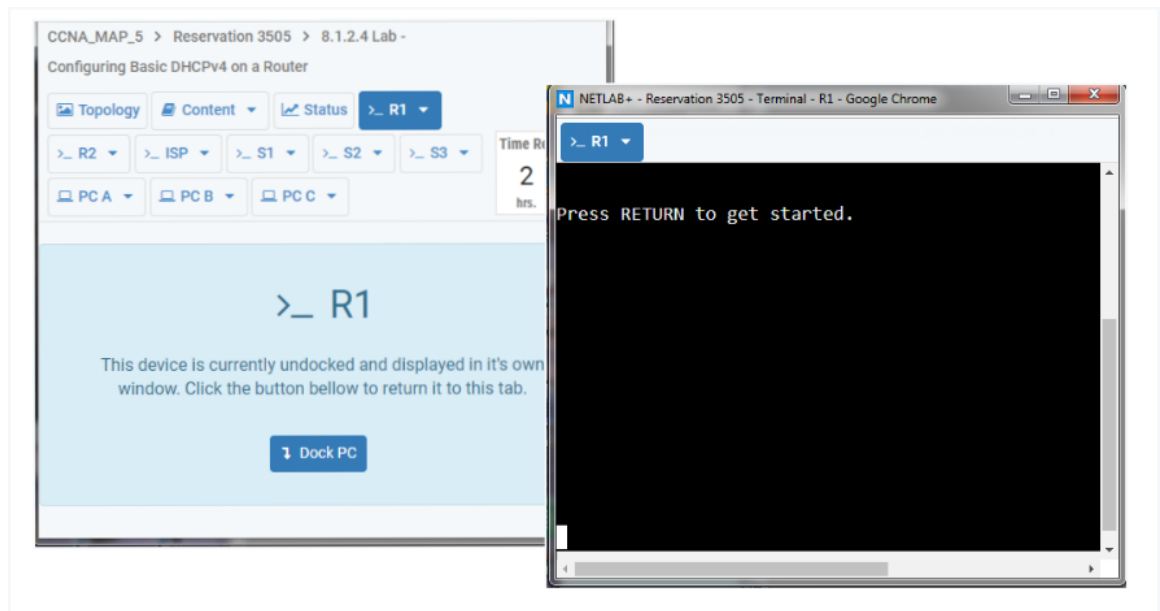 CCNA_MAP_5 > Reservation 3505 > 8.1.2.4 Lab -
Configuring Basic DHCPv4 on a Router
Topology Content Status >_ R1
>_ R2 >_ ISP >_ S1 >_ S2 >_ S3
PC A PC B PC C
Time Re
2
hrs.
>_ R1
This device is currently undocked and displayed in it's own
window. Click the button bellow to return it to this tab.
Dock PC
N NETLAB+ - Reservation 3505 - Terminal - R1 - Google Chrome
>_ R1
Press RETURN to get started.